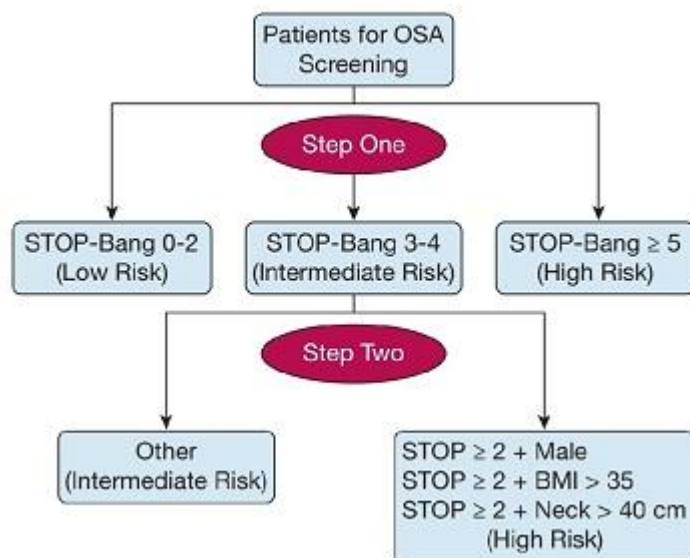 Patients for OSA
Screening
Step One
STOP-Bang 0-2
(Low Risk)
STOP-Bang 3-4
(Intermediate Risk)
STOP-Bang ≥ 5
(High Risk)
Step Two
Other
(Intermediate Risk)
STOP ≥ 2 + Male
STOP ≥ 2 + BMI > 35
STOP ≥ 2 + Neck > 40 cm
(High Risk)